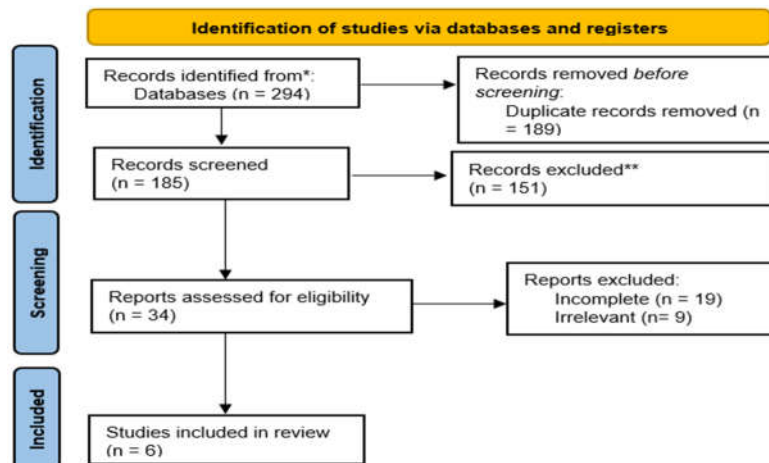 Identification of studies via databases and registers
Identification
Records identified from*:
Databases (n = 294)
Records removed before
screening:
Duplicate records removed (n
= 189)
Records screened
(n = 185)
Records excluded**
(n = 151)
Screening
Reports assessed for eligibility
(n = 34)
Reports excluded:
Incomplete (n = 19)
Irrelevant (n= 9)
Included
Studies included in review
(n = 6)